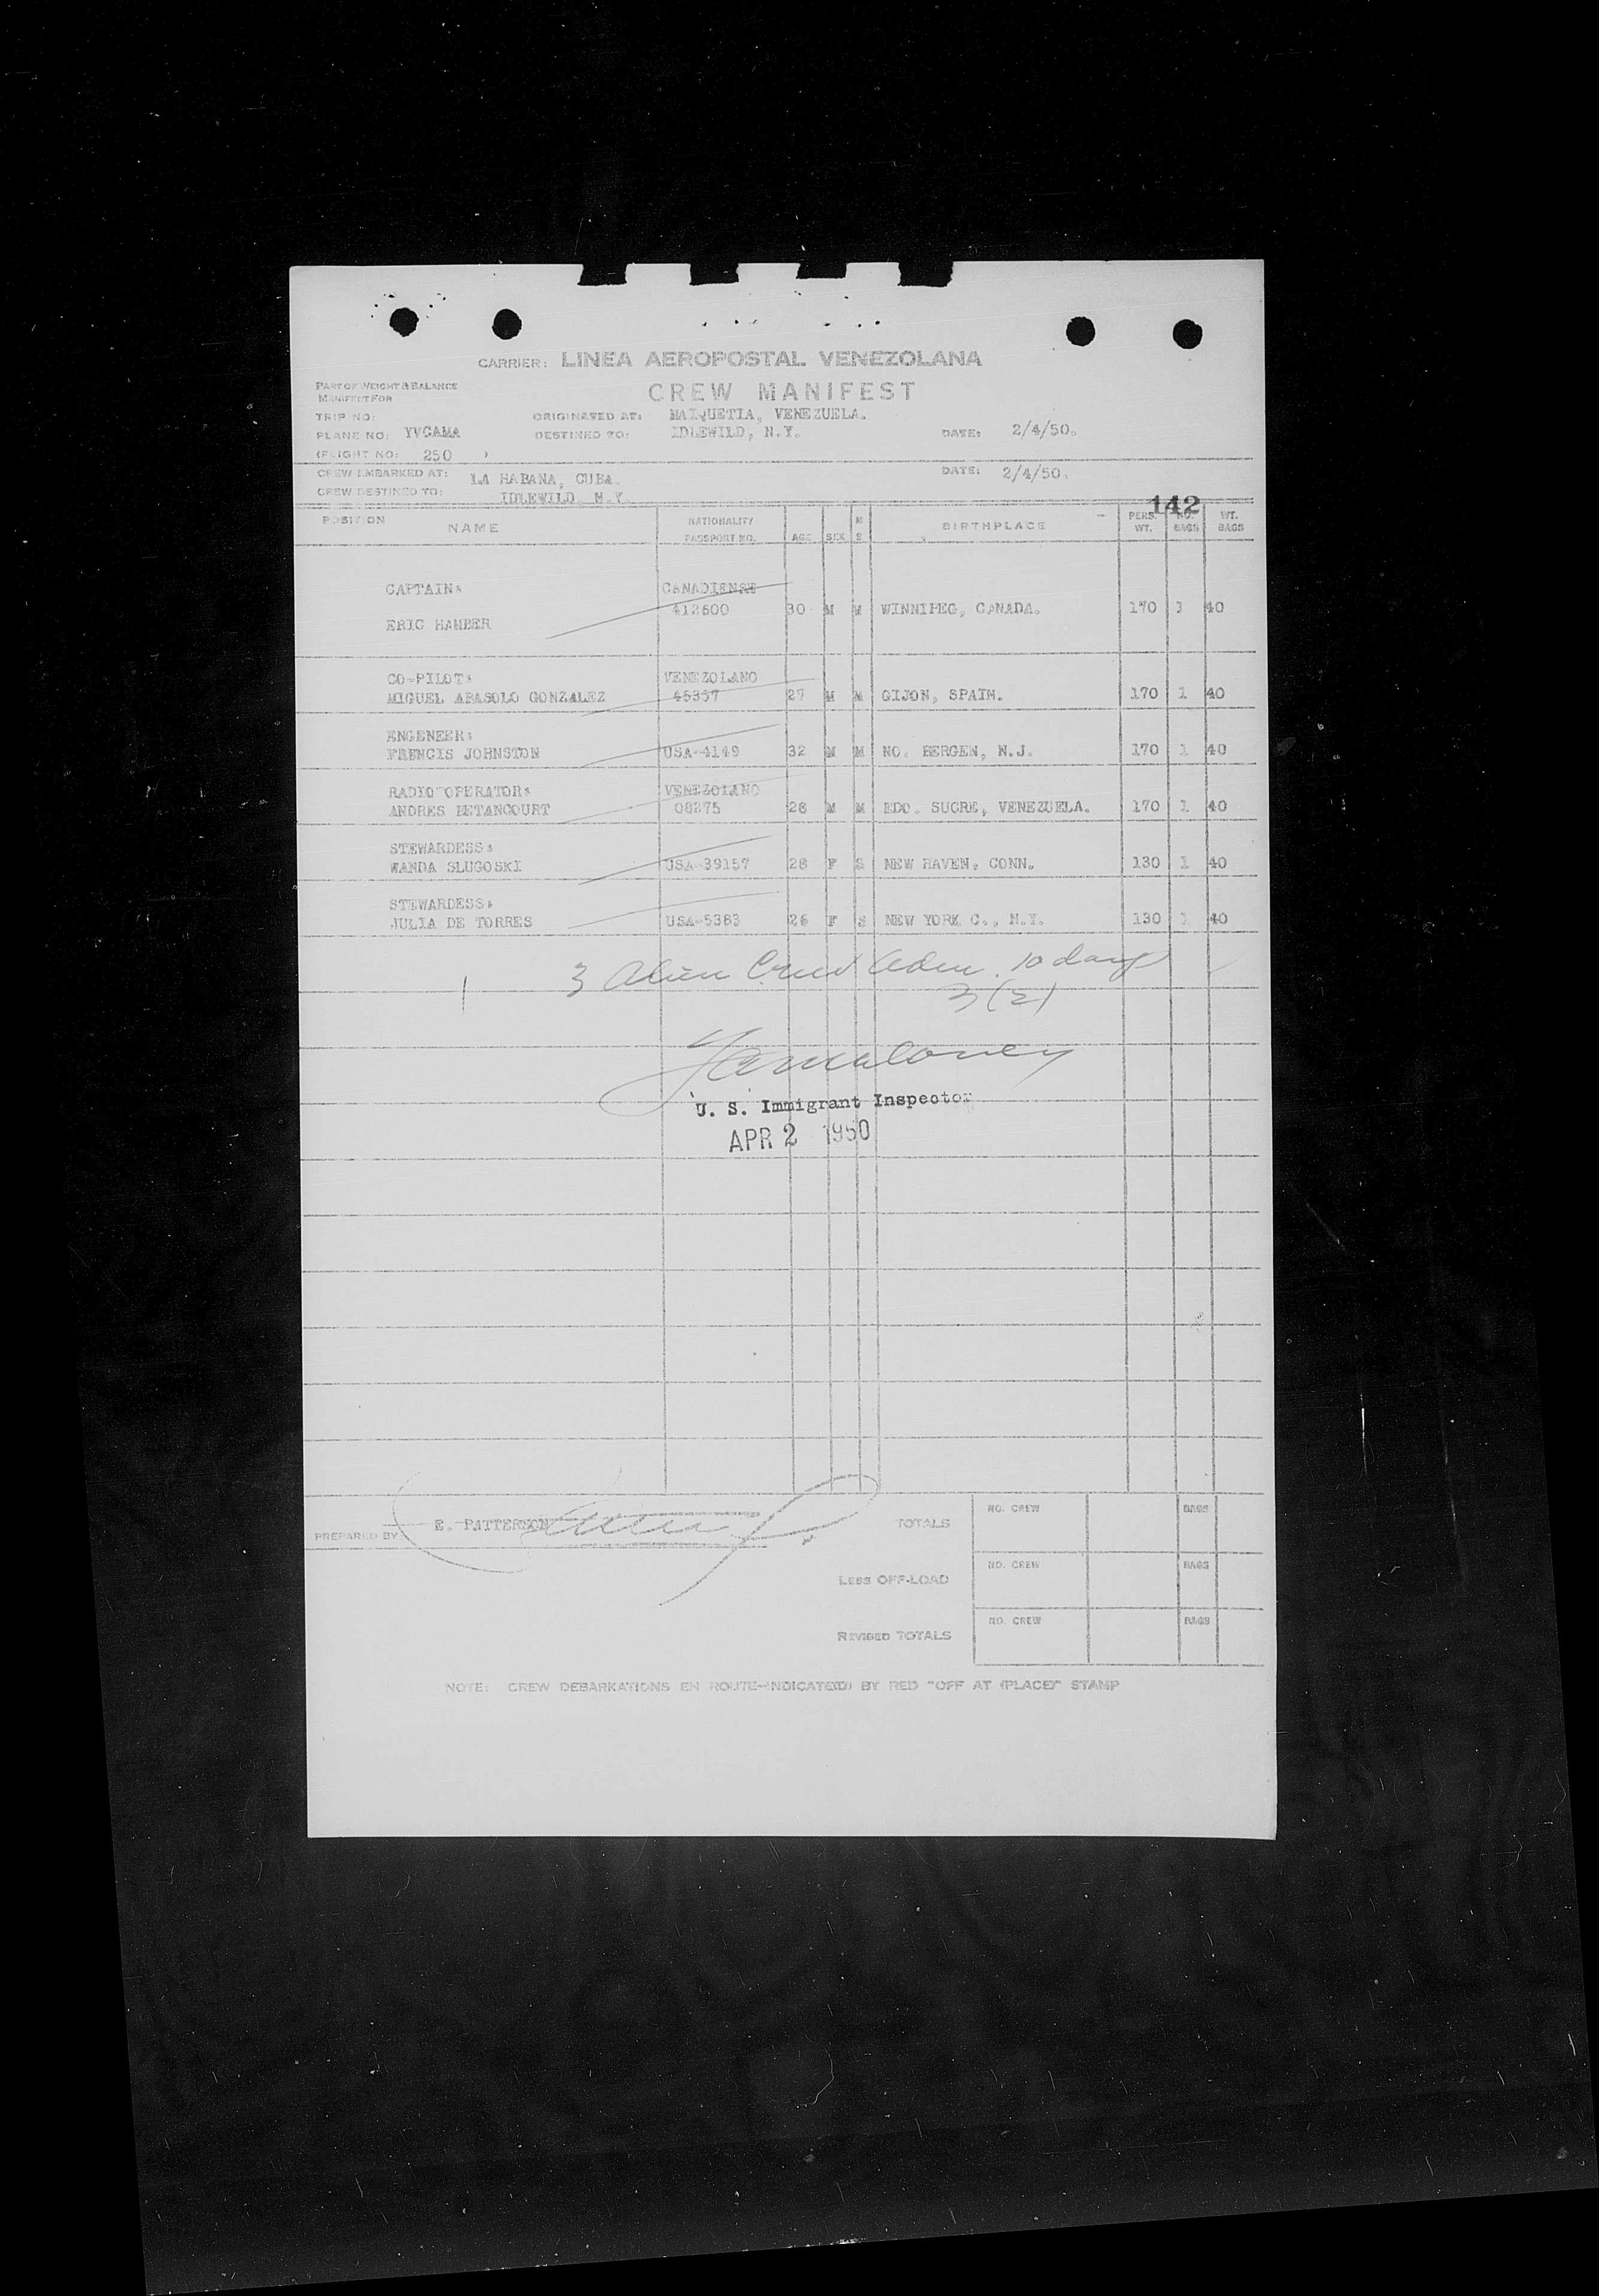 CARRIER: LINEA AEROPOSTAL VENEZOLANA
PART OF WEIGHT & BALANCE
MANIFEST FOR
CREW MANIFEST
TRIP NO: ORIGINATED AT: MAIQUETIA, VENEZUELA.
PLANE NO: YVCAMA DESTINED TO: IDLEWILD, N.Y. DATE: 2/4/50.
(FLIGHT NO: 250 )
CREW EMBARKED AT: LA HABANA, CUBA. DATE: 2/4/50.
CREW DESTINED TO: IDLEWILD, N.Y.
142
POSITION NAME NATIONALITY PASSPORT NO. AGE SEX M S BIRTHPLACE PERS. WT. NO. BAGS WT. BAGS
CAPTAIN: CANADIENSE
412600 30 M M WINNIPEG, CANADA. 170 1 40
ERIC HAMBER
CO-PILOT: VENEZOLANO
MIGUEL ABASOLO GONZALEZ 45357 27 M M GIJON, SPAIN. 170 1 40
ENGENEER:
FRENCIS JOHNSTON USA-4149 32 M M NO. BERGEN, N.J. 170 1 40
RADIO OPERATOR: VENEZOLANO
ANDRES BETANCOURT 08275 28 M M EDO. SUCRE, VENEZUELA. 170 1 40
STEWARDESS:
WANDA SLUGOSKI USA-39157 28 F S NEW HAVEN, CONN. 130 1 40
STEWARDESS:
JULIA DE TORRES USA-5383 26 F S NEW YORK C., N.Y. 130 1 40
3 Alien Crew Adm. 10 days
3(2)
U. S. Immigrant Inspector
APR 2 1950
PREPARED BY E. PATTERSON
TOTALS NO. CREW BAGS
LESS OFF-LOAD NO. CREW BAGS
REVISED TOTALS NO. CREW BAGS
NOTE: CREW DEBARKATIONS EN ROUTE-INDICATE(D) BY RED "OFF AT (PLACE)" STAMP